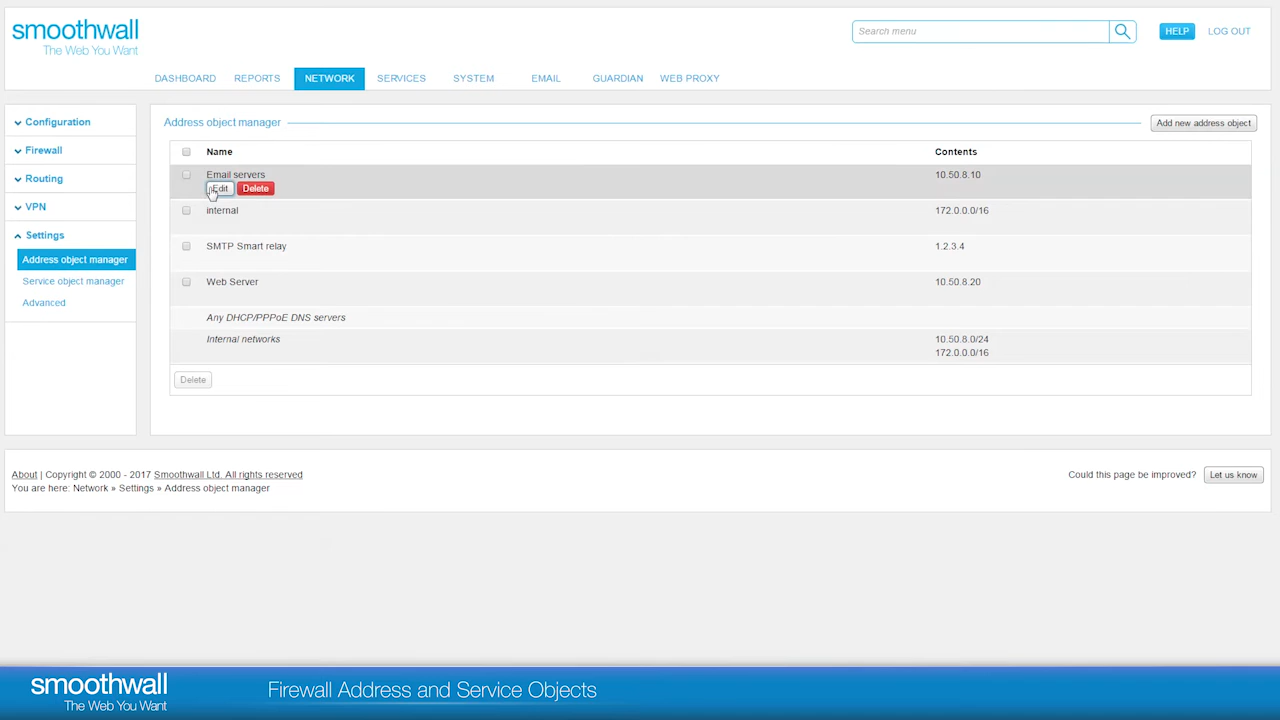 smoothwall
The Web You Want
Search menu
HELP
LOG OUT
DASHBOARD
REPORTS
NETWORK
SERVICES
SYSTEM
EMAIL
GUARDIAN
WEB PROXY
Configuration
Firewall
Routing
VPN
Settings
Address object manager
Service object manager
Advanced
Address object manager
Add new address object
Name Contents
Email servers 10.50.8.10
Edit Delete
internal 172.0.0.0/16
SMTP Smart relay 1.2.3.4
Web Server 10.50.8.20
Any DHCP/PPPoE DNS servers
Internal networks 10.50.8.0/24
172.0.0.0/16
Delete
About | Copyright © 2000 - 2017 Smoothwall Ltd. All rights reserved
You are here: Network » Settings » Address object manager
Could this page be improved? Let us know
smoothwall
The Web You Want
Firewall Address and Service Objects